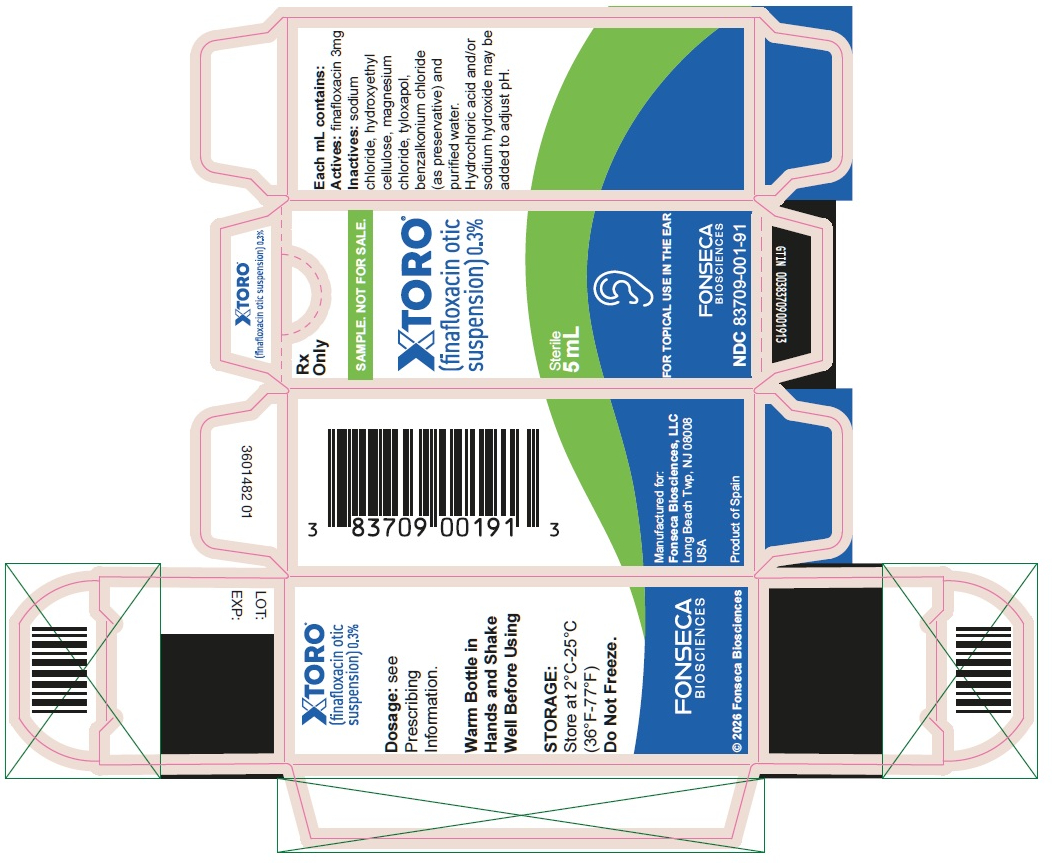 Each mL contains:
Actives: finafloxacin 3mg
Inactives: sodium
chloride, hydroxyethyl
cellulose, magnesium
chloride, tyloxapol,
benzalkonium chloride
(as preservative) and
purified water.
Hydrochloric acid and/or
sodium hydroxide may be
added to adjust pH.
XTORO®
(finafloxacin otic suspension) 0.3%
Rx
Only
SAMPLE. NOT FOR SALE.
XTORO®
(finafloxacin otic
suspension) 0.3%
Sterile
5 mL
FOR TOPICAL USE IN THE EAR
FONSECA
BIOSCIENCES
NDC 83709-001-91
GTIN 00383709001913
3601482 01
3 83709 00191 3
Manufactured for:
Fonseca Biosciences, LLC
Long Beach Twp, NJ 08008
USA
Product of Spain
LOT:
EXP:
XTORO®
(finafloxacin otic
suspension) 0.3%
Dosage: see
Prescribing
Information.
Warm Bottle in
Hands and Shake
Well Before Using
STORAGE:
Store at 2°C-25°C
(36°F-77°F)
Do Not Freeze.
FONSECA
BIOSCIENCES
© 2026 Fonseca Biosciences